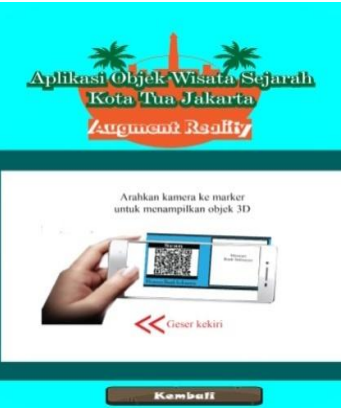 Aplikasi Objek Wisata Sejarah
Kota Tua Jakarta
Augment Reality
Arahkan kamera ke marker
untuk menampilkan objek 3D
Geser kekiri
Kembali